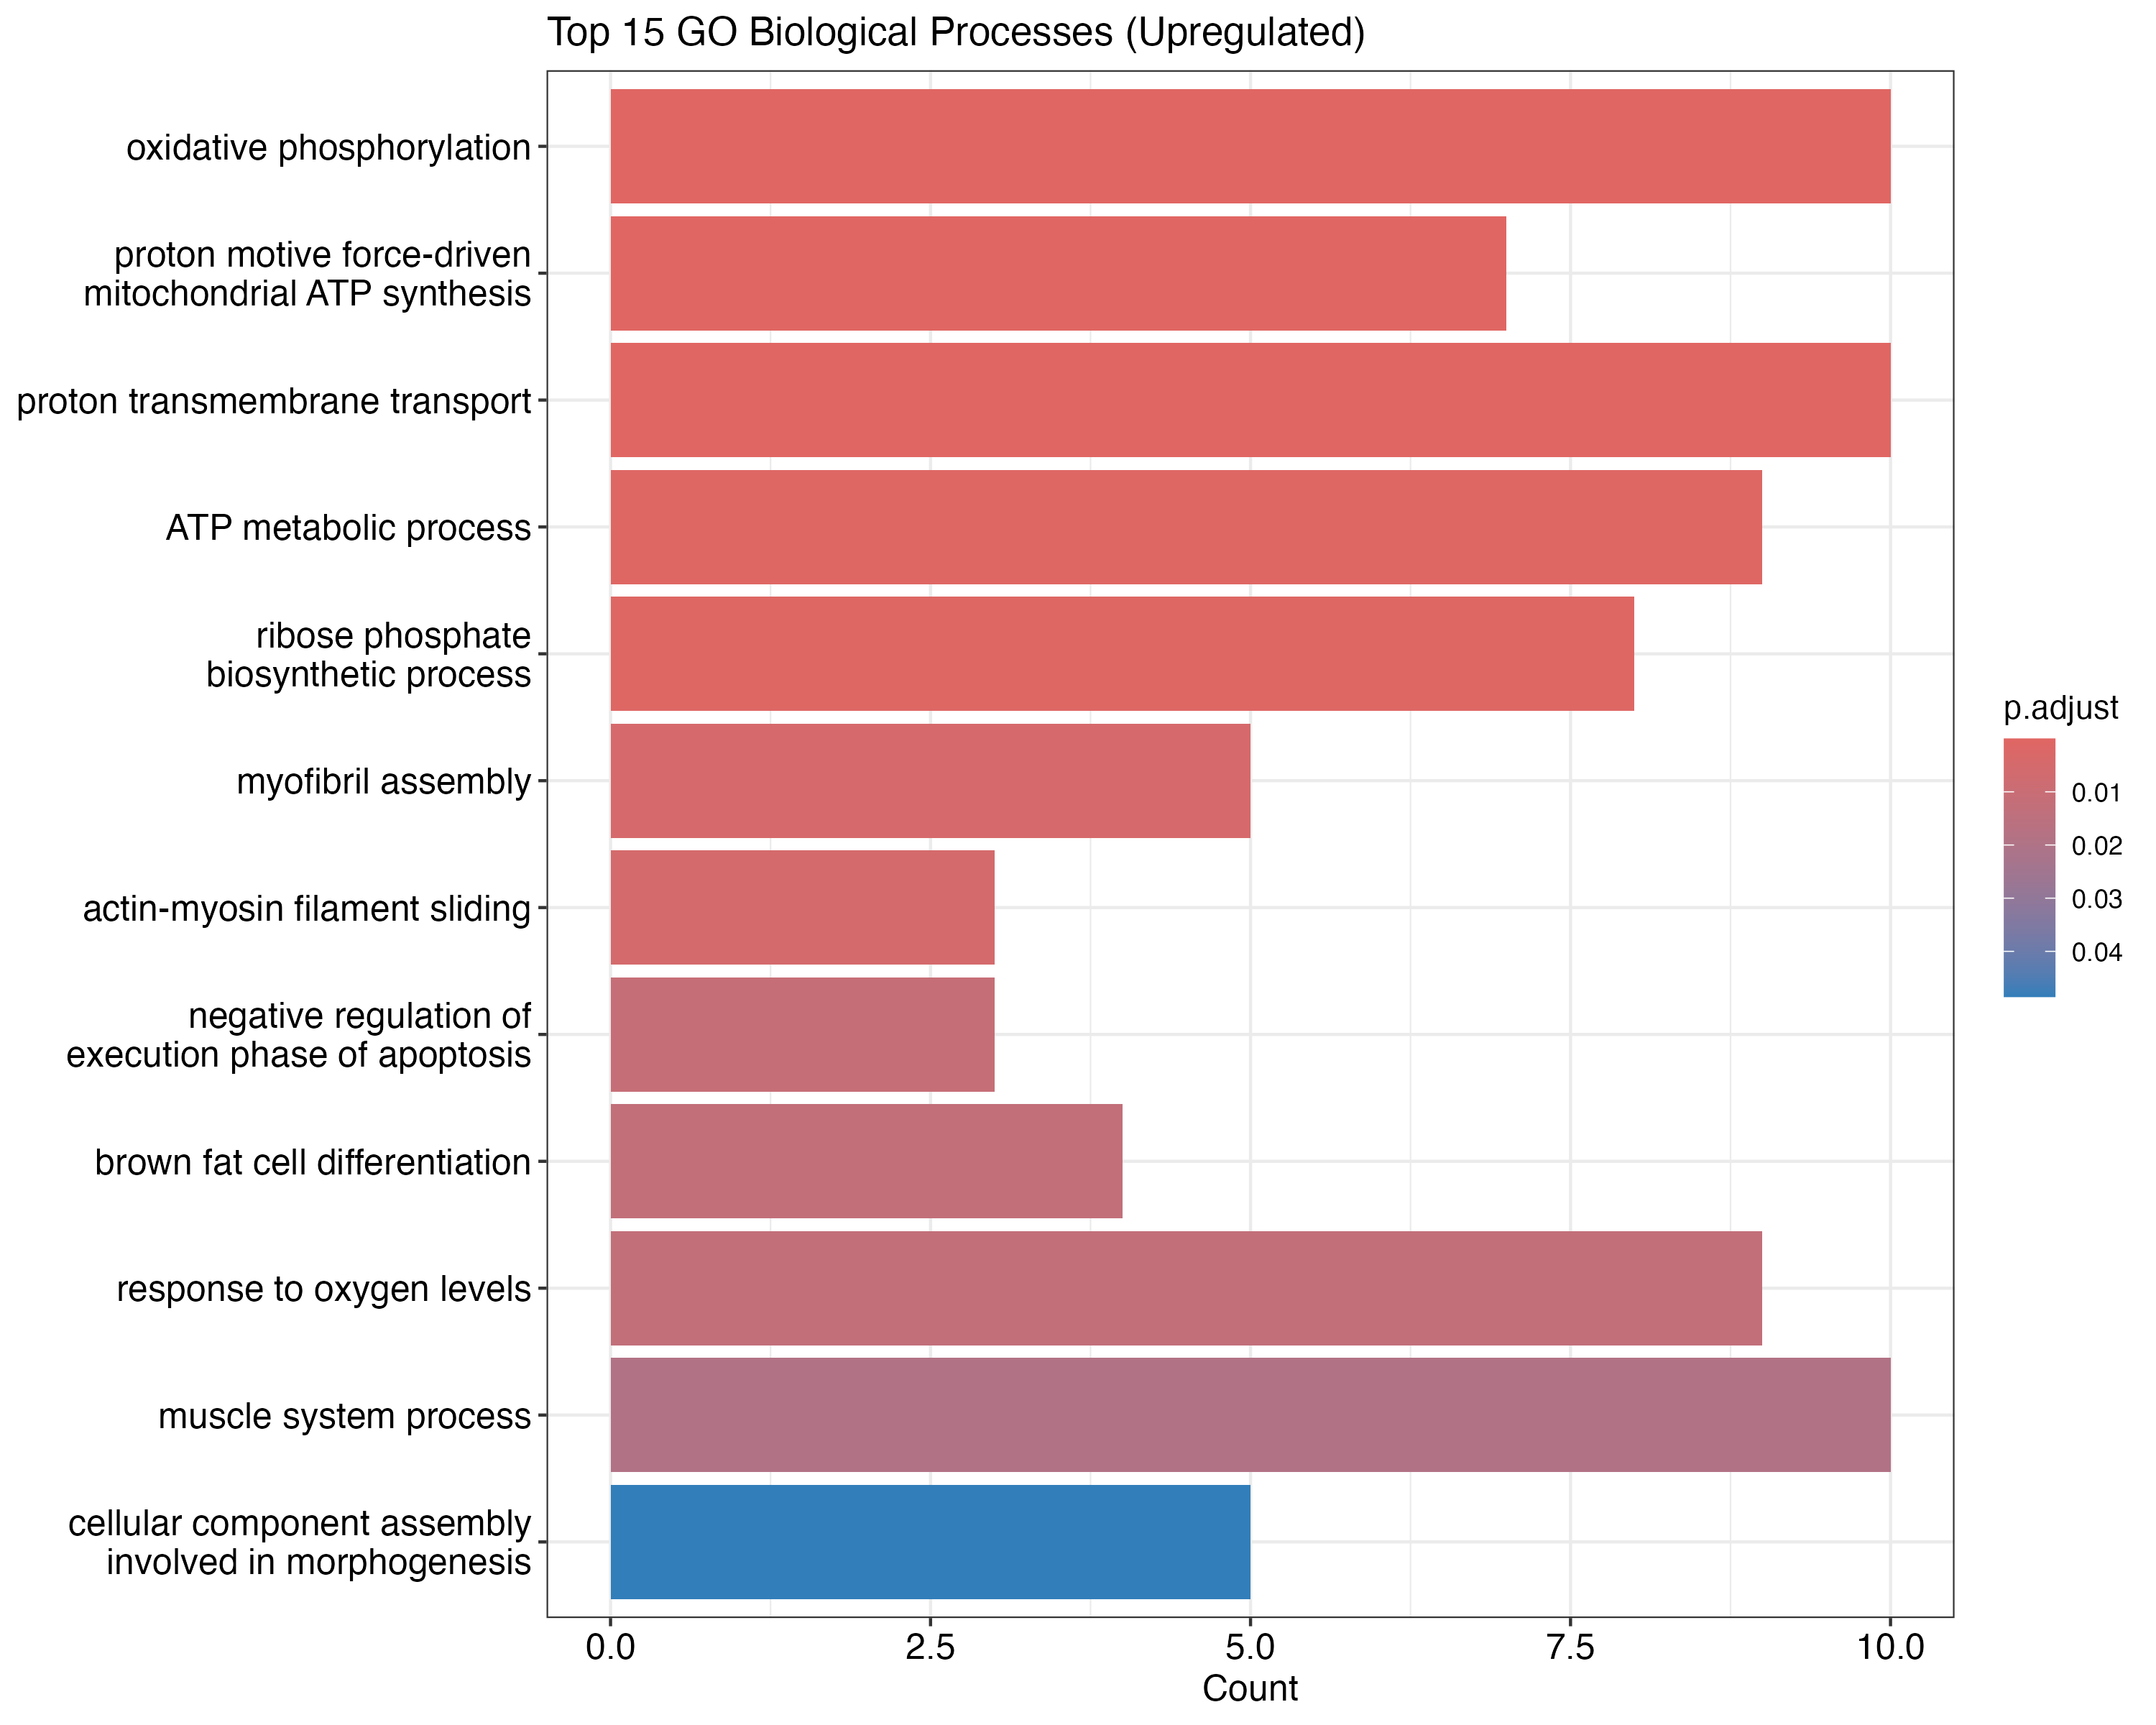 Top 15 GO Biological Processes (Upregulated)
oxidative phosphorylation
proton motive force-driven
mitochondrial ATP synthesis
proton transmembrane transport
ATP metabolic process
ribose phosphate
biosynthetic process
myofibril assembly
actin-myosin filament sliding
negative regulation of
execution phase of apoptosis
brown fat cell differentiation
response to oxygen levels
muscle system process
cellular component assembly
involved in morphogenesis
0.0 2.5 5.0 7.5 10.0
Count
p.adjust
0.01
0.02
0.03
0.04